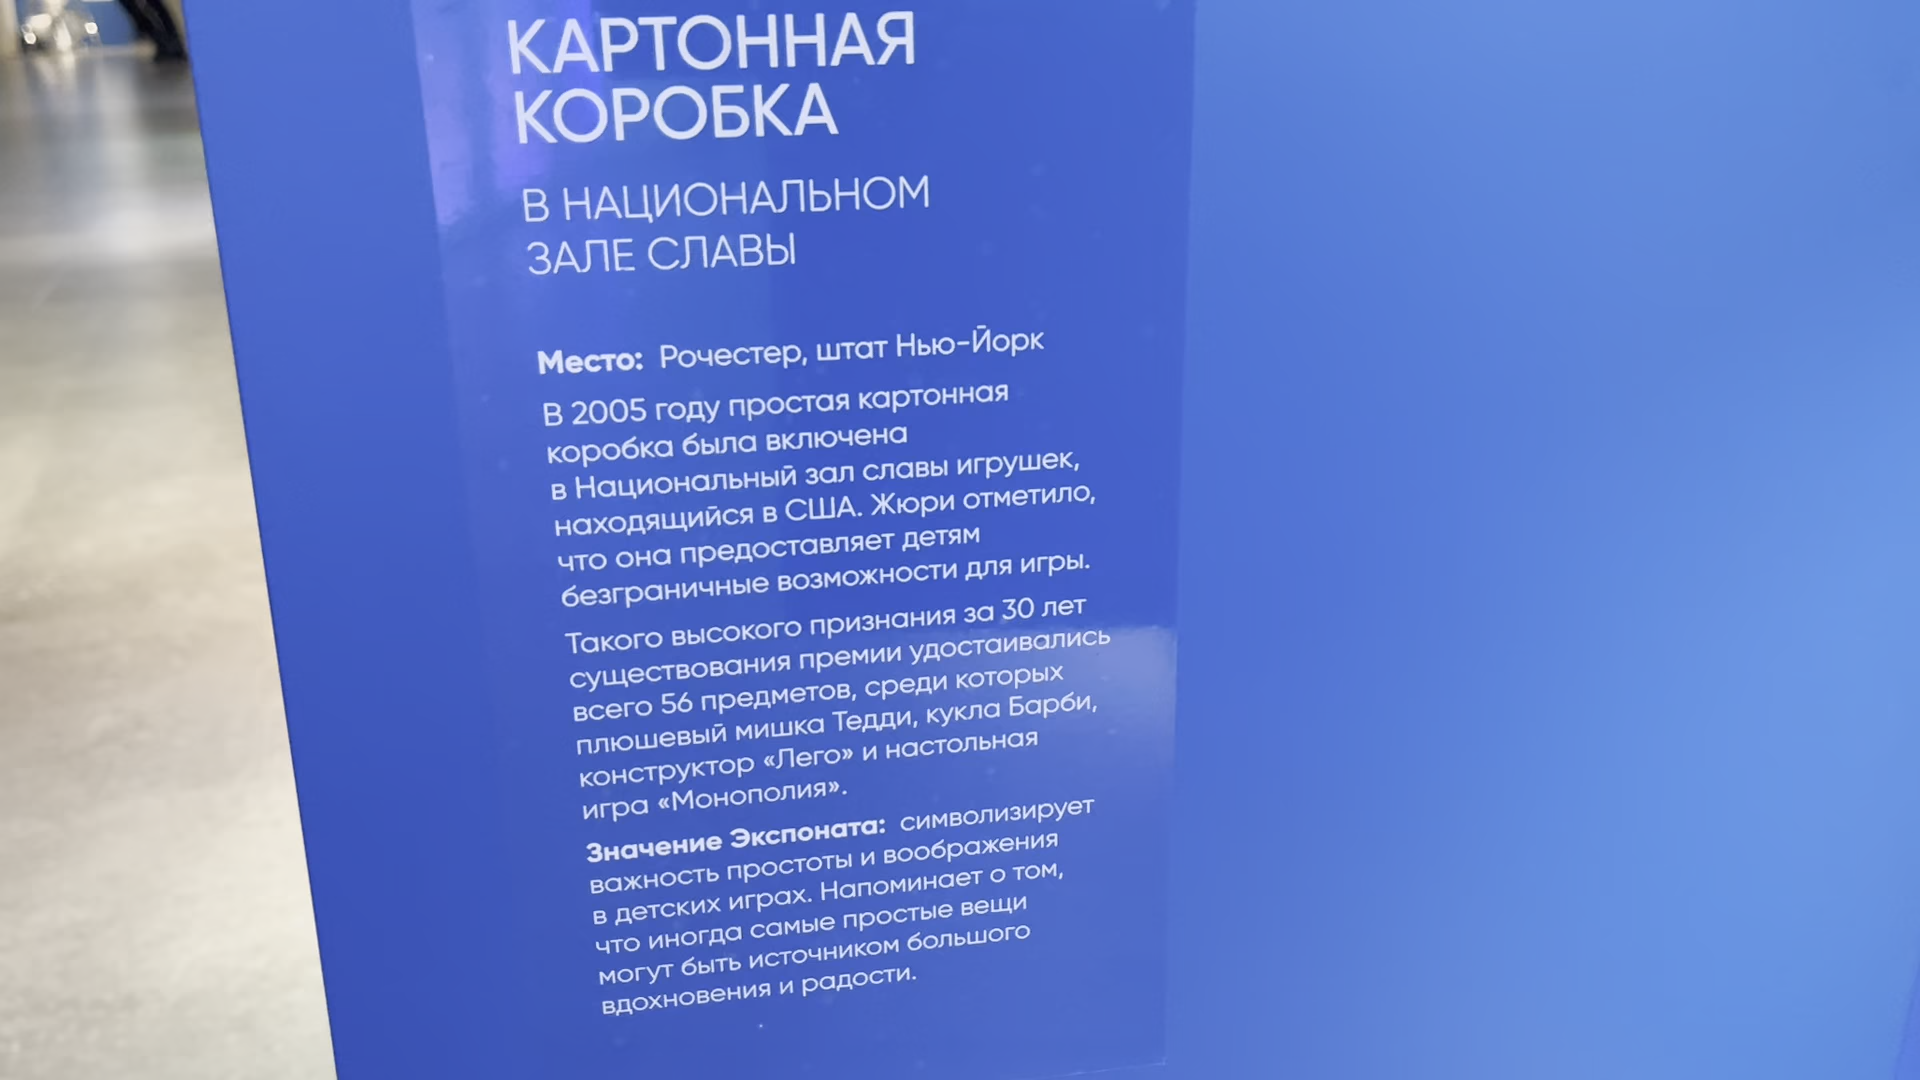 КАРТОННАЯ
КОРОБКА
В НАЦИОНАЛЬНОМ
ЗАЛЕ СЛАВЫ
Место: Рочестер, штат Нью-Йорк
В 2005 году простая картонная
коробка была включена
в Национальный зал славы игрушек,
находящийся в США. Жюри отметило,
что она предоставляет детям
безграничные возможности для игры.
Такого высокого признания за 30 лет
существования премии удостаивались
всего 56 предметов, среди которых
плюшевый мишка Тедди, кукла Барби,
конструктор «Лего» и настольная
игра «Монополия».
Значение Экспоната: символизирует
важность простоты и воображения
в детских играх. Напоминает о том,
что иногда самые простые вещи
могут быть источником большого
вдохновения и радости.